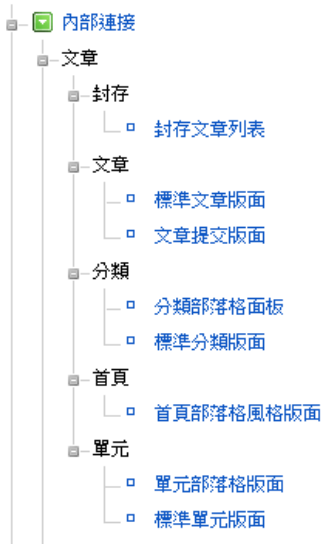 內部連接
文章
封存
封存文章列表
文章
標準文章版面
文章提交版面
分類
分類部落格面板
標準分類版面
首頁
首頁部落格風格版面
單元
單元部落格版面
標準單元版面